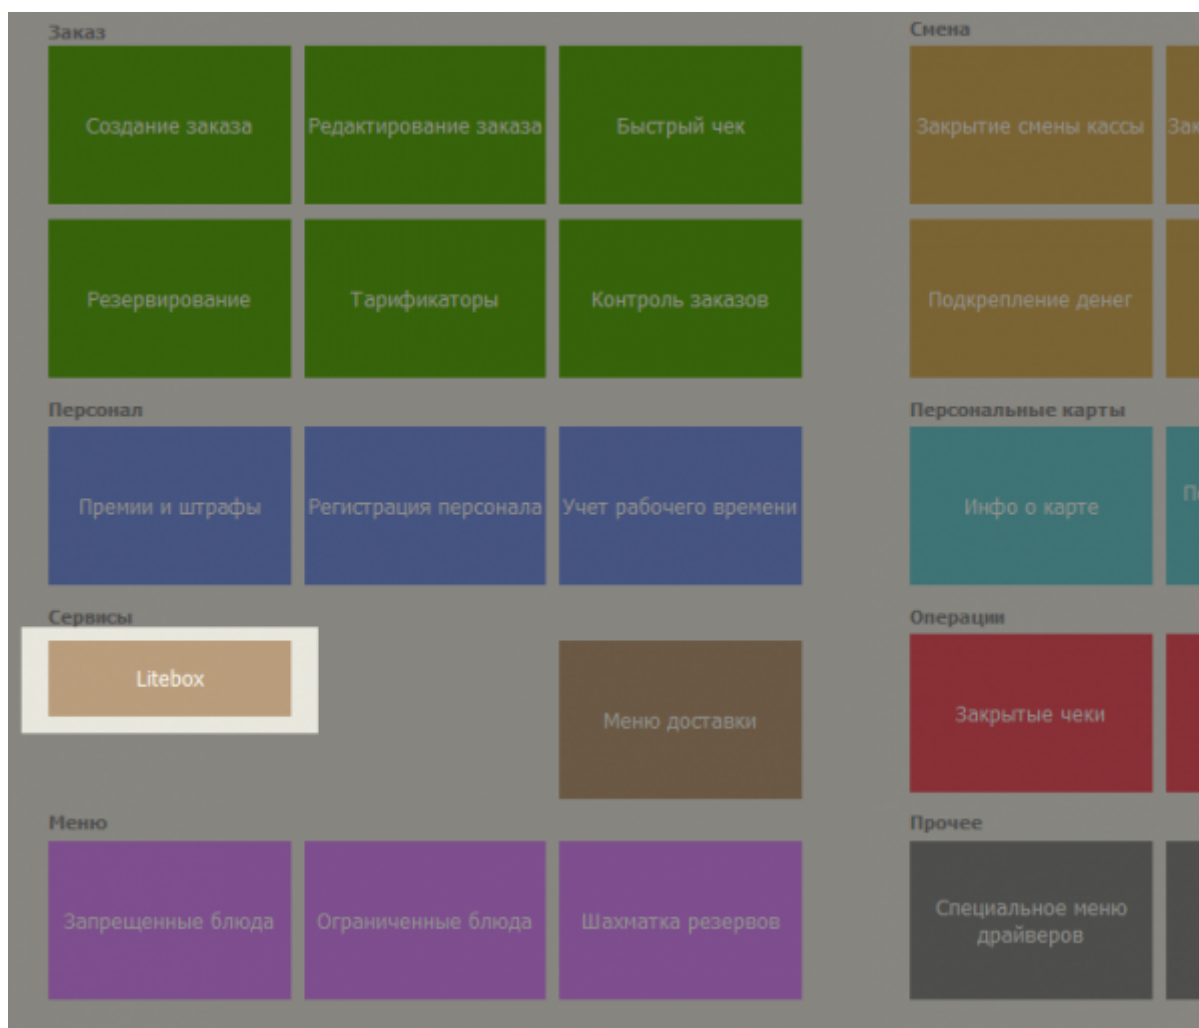 Заказ
Создание заказа
Редактирование заказа
Быстрый чек
Резервирование
Тарификаторы
Контроль заказов
Персонал
Премии и штрафы
Регистрация персонала
Учет рабочего времени
Сервисы
Litebox
Меню доставки
Меню
Запрещенные блюда
Ограниченные блюда
Шахматка резервов
Смена
Закрытие смены кассы
Подкрепление денег
Персональные карты
Инфо о карте
Операции
Закрытые чеки
Прочее
Специальное меню
драйверов